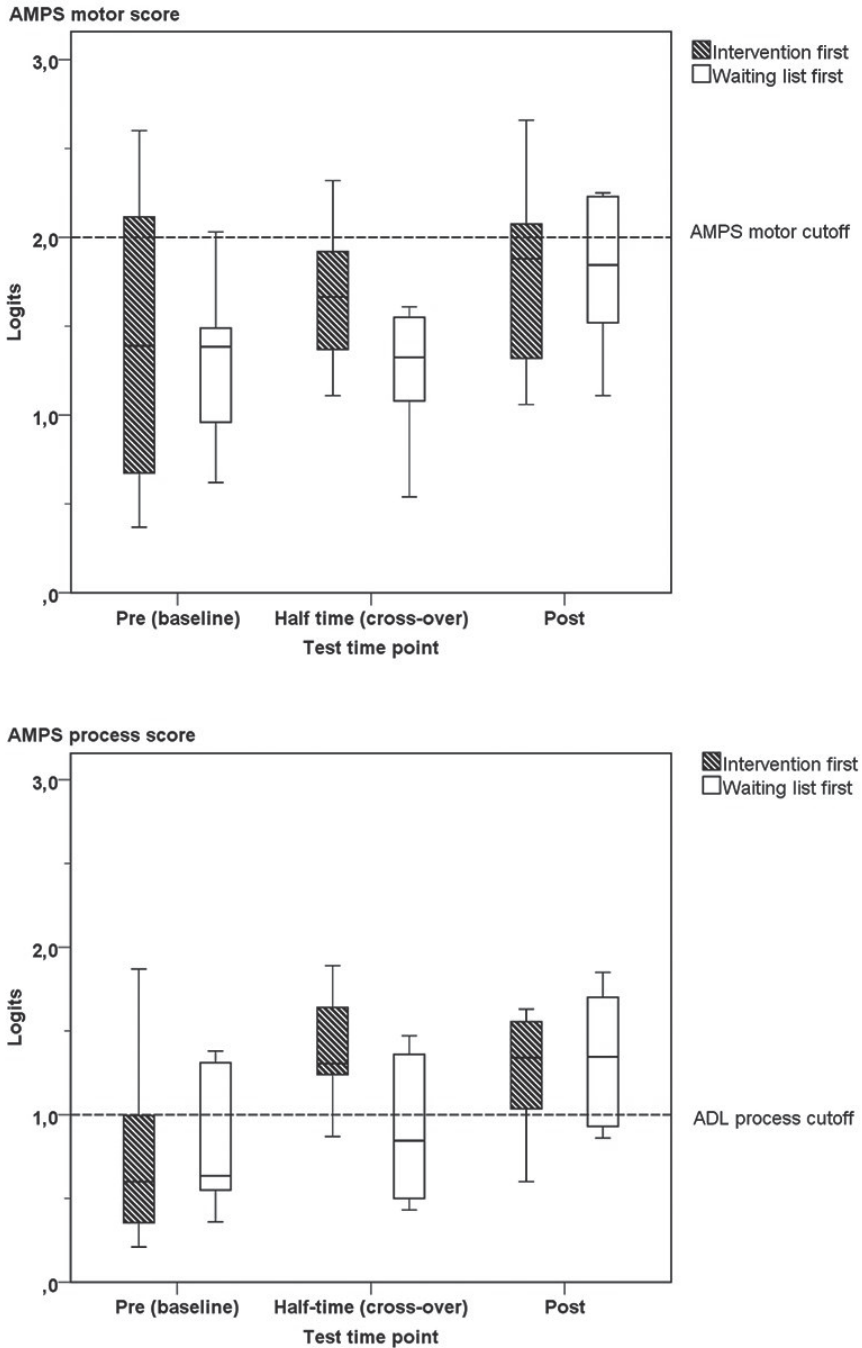 AMPS motor score
3,0
2,0
1,0
,0
Logits
Intervention first
Waiting list first
AMPS motor cutoff
Pre (baseline) Half time (cross-over) Post
Test time point
AMPS process score
3,0
2,0
1,0
,0
Logits
Intervention first
Waiting list first
ADL process cutoff
Pre (baseline) Half-time (cross-over) Post
Test time point